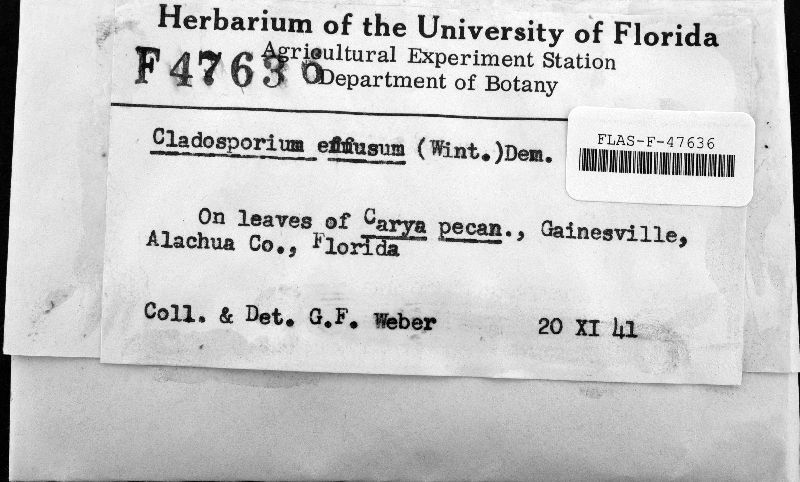 Herbarium of the University of Florida
Agricultural Experiment Station
F47636
Department of Botany
Cladosporium effusum (Wint.)Dem.
FLAS-F-47636
On leaves of Carya pecan., Gainesville,
Alachua Co., Florida
Coll. & Det. G.F. Weber 20 XI 41